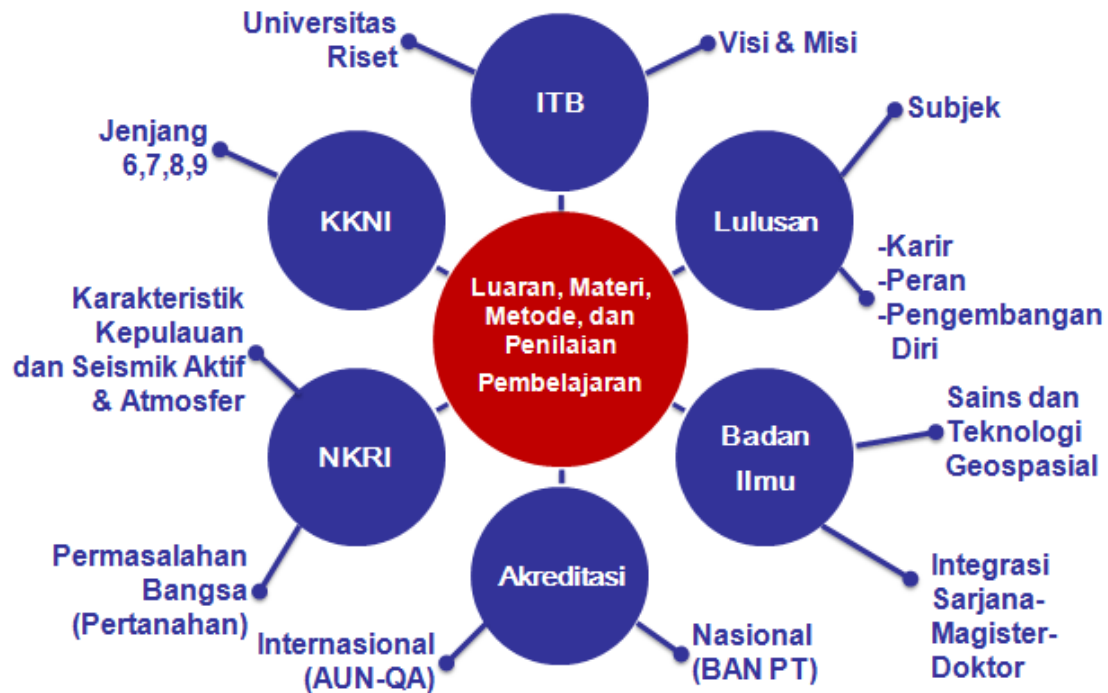 Universitas
Riset
Visi & Misi
ITB
Subjek
Jenjang
6,7,8,9
KKNI
Lulusan
-Karir
-Peran
-Pengembangan
Diri
Luaran, Materi,
Metode, dan
Penilaian
Pembelajaran
Karakteristik
Kepulauan
dan Seismik Aktif
& Atmosfer
NKRI
Badan
Ilmu
Sains dan
Teknologi
Geospasial
Permasalahan
Bangsa
(Pertanahan)
Akreditasi
Integrasi
Sarjana-
Magister-
Doktor
Internasional
(AUN-QA)
Nasional
(BAN PT)